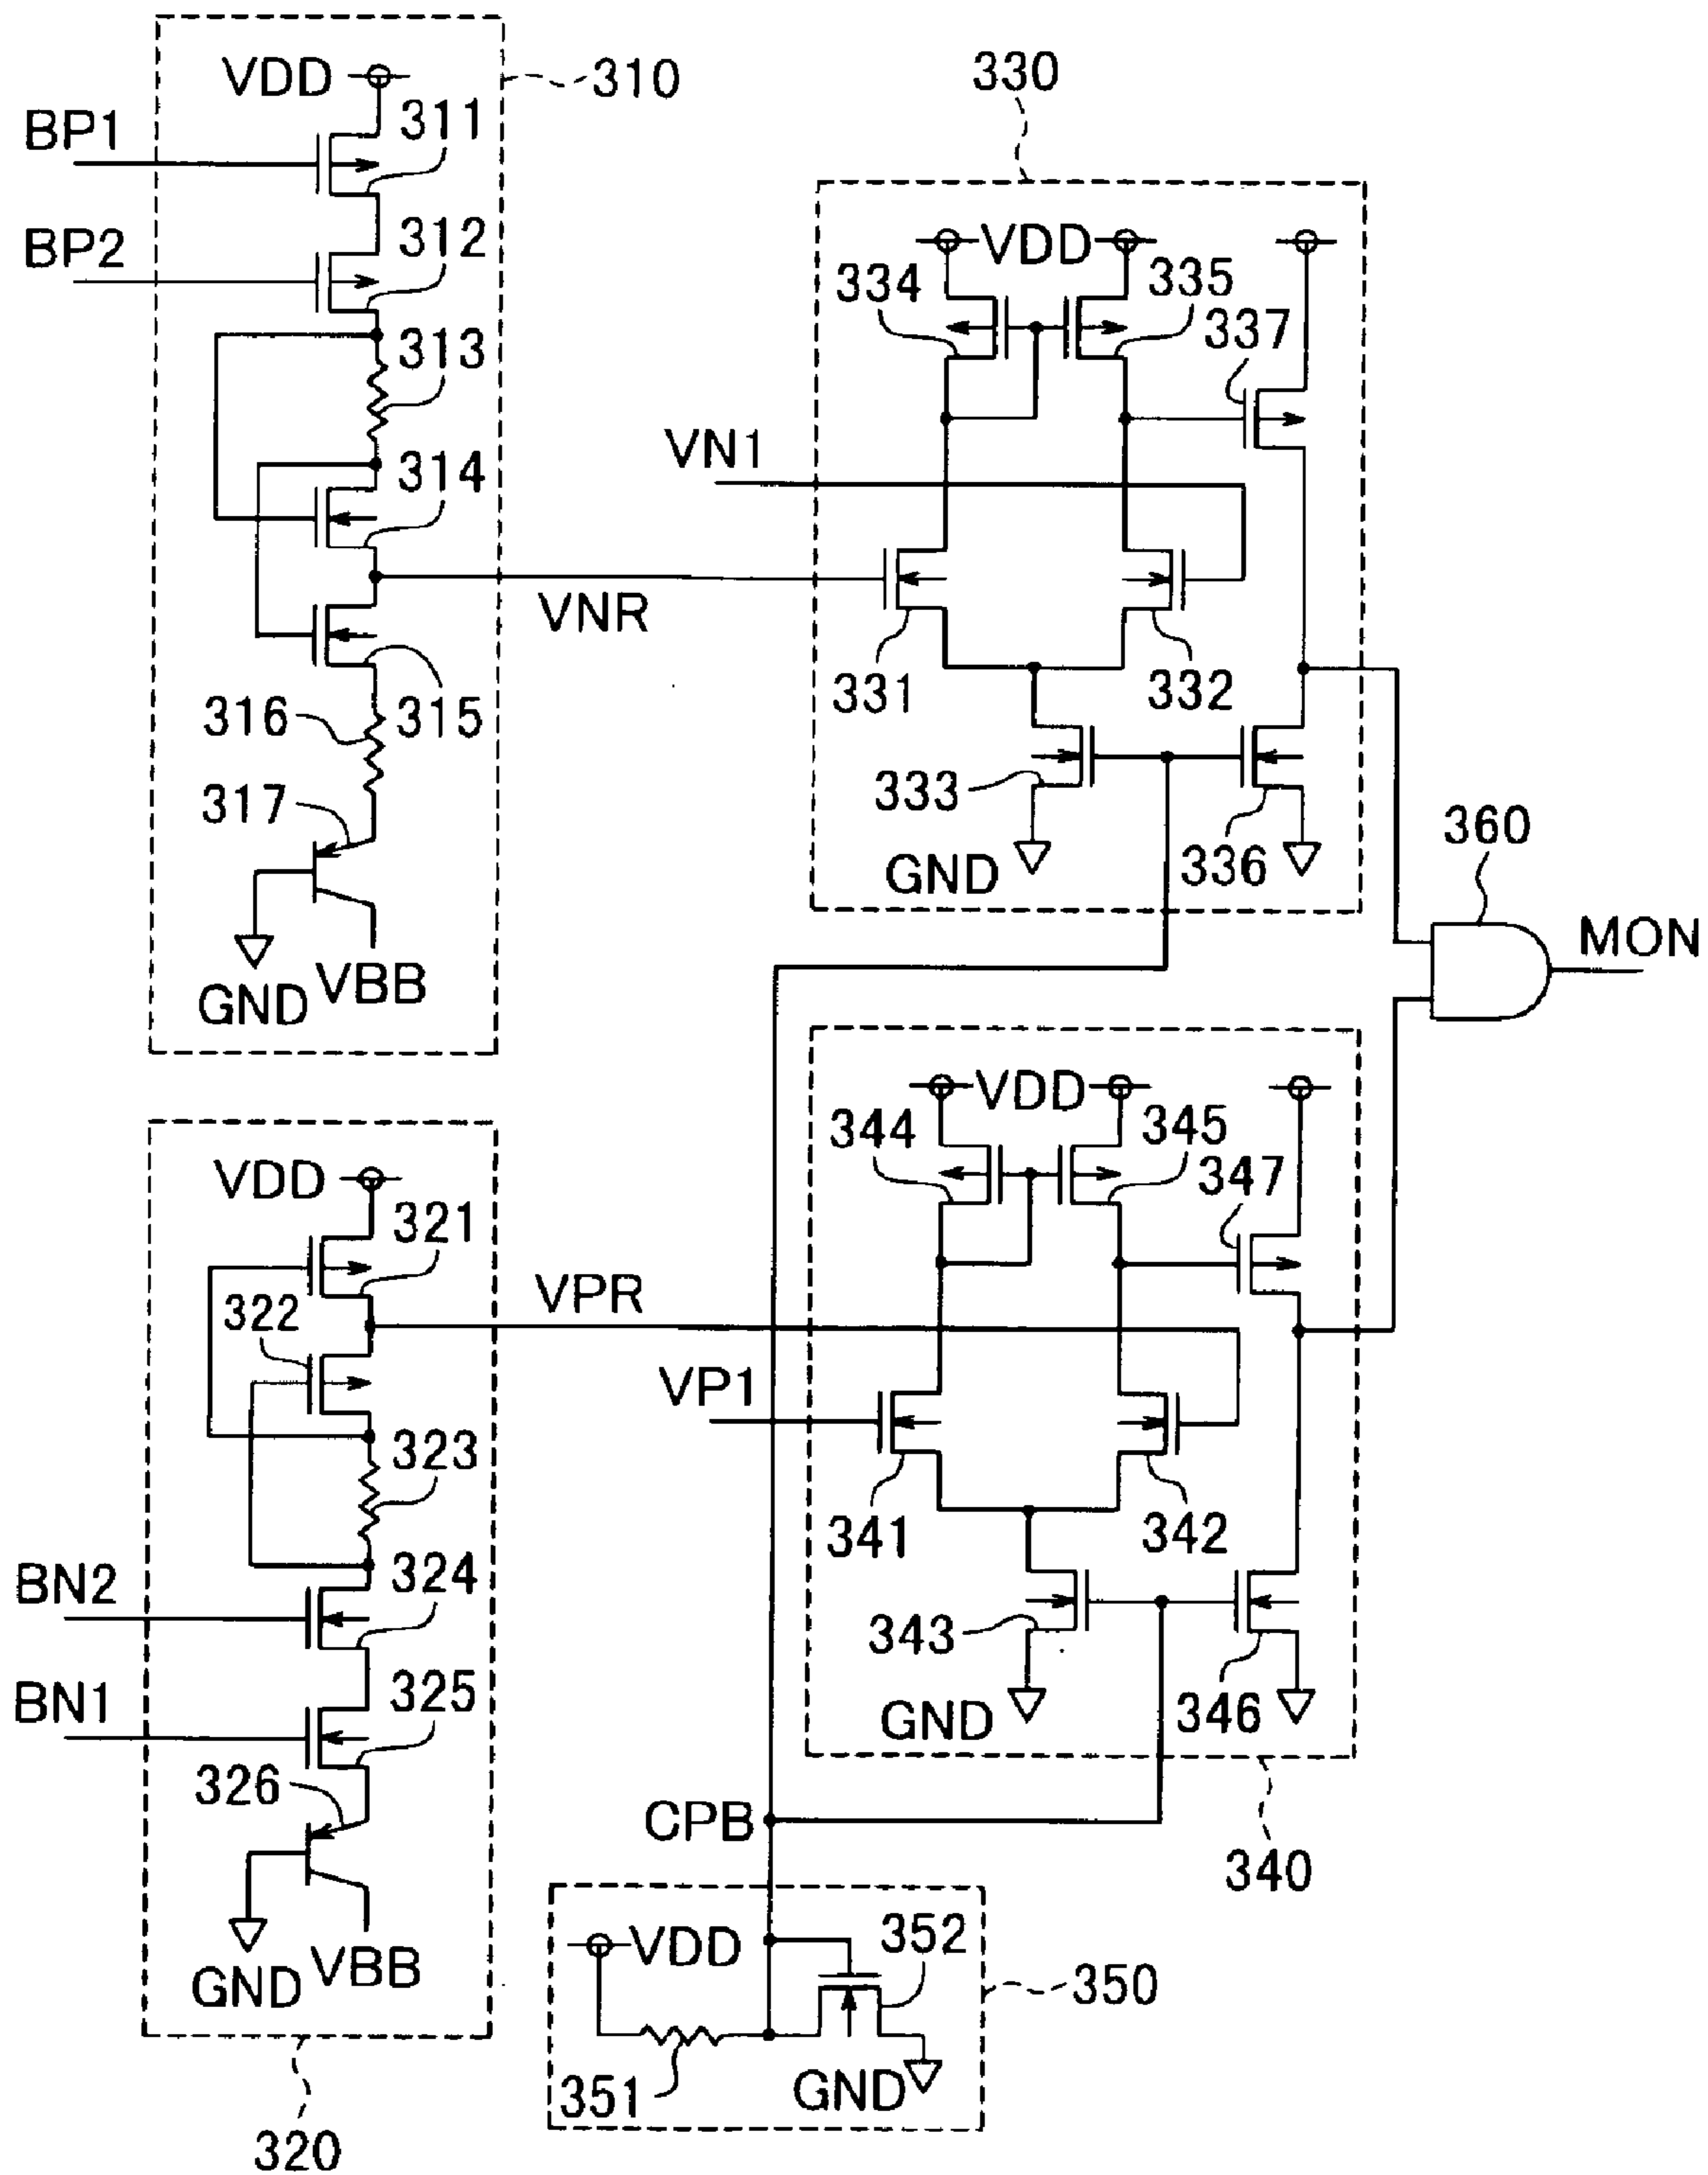 VDD
310
BP1
311
BP2
312
313
314
VNR
315
316
317
GND
VBB
330
VDD
334
335
337
VN1
331
332
333
336
GND
360
MON
VDD
321
322
VPR
323
BN2
324
BN1
325
326
GND
VBB
320
VDD
344
345
347
VP1
341
342
343
346
GND
340
CPB
VDD
352
350
351
GND